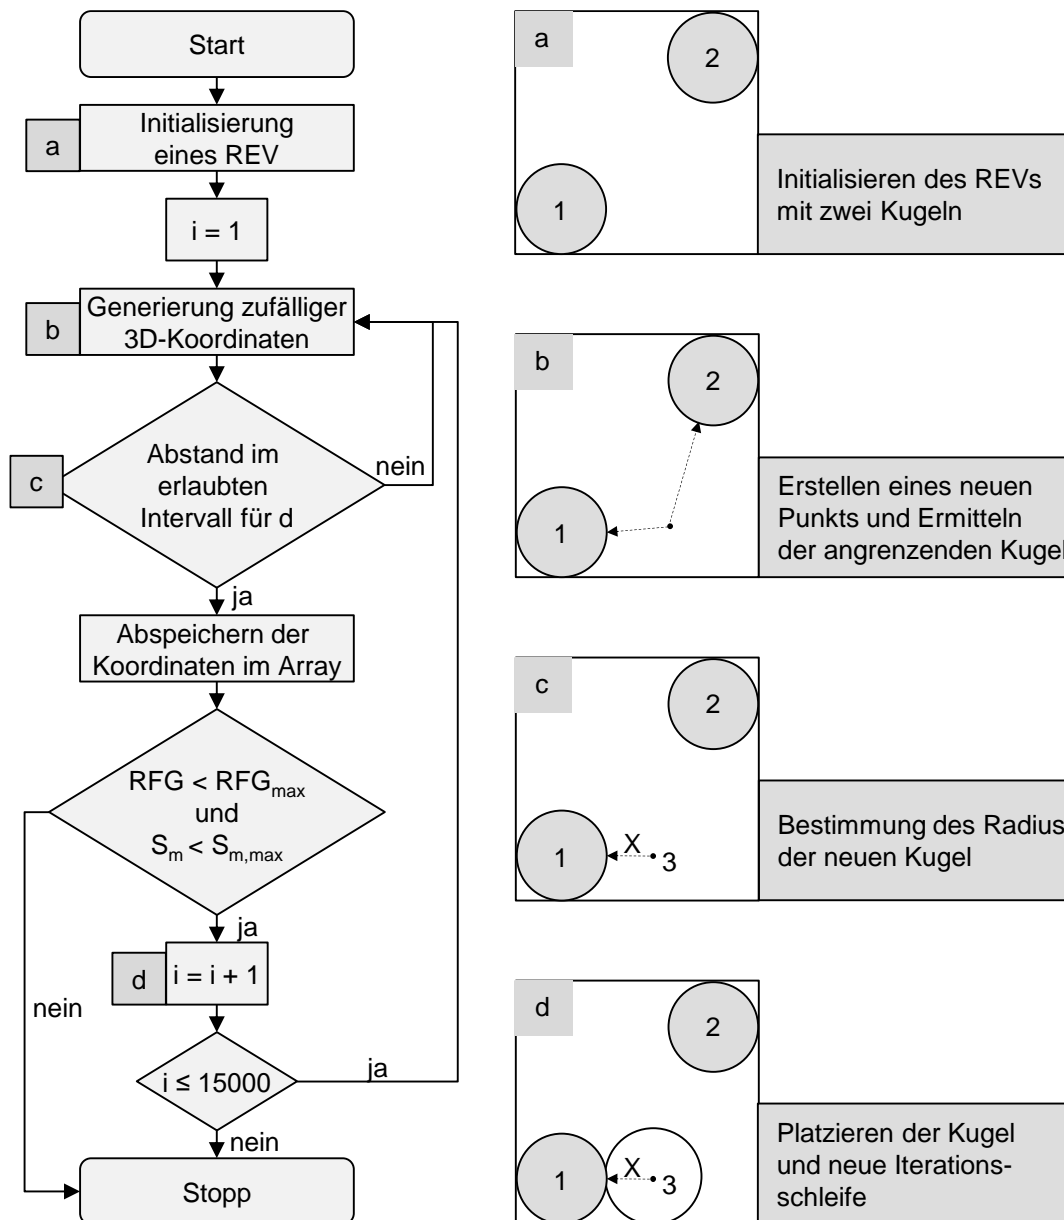 Start
a
Initialisierung
eines REV
i = 1
b
Generierung zufälliger
3D-Koordinaten
c
Abstand im
erlaubten
Intervall für d
nein
ja
Abspeichern der
Koordinaten im Array
RFG < RFGmax
und
Sm < Sm,max
ja
nein
d
i = i + 1
i ≤ 15000
ja
nein
Stopp
a
2
1
Initialisieren des REVs
mit zwei Kugeln
b
2
1
Erstellen eines neuen
Punkts und Ermitteln
der angrenzenden Kugel
c
2
1
X
3
Bestimmung des Radius
der neuen Kugel
d
2
1
X
3
Platzieren der Kugel
und neue Iterations-
schleife